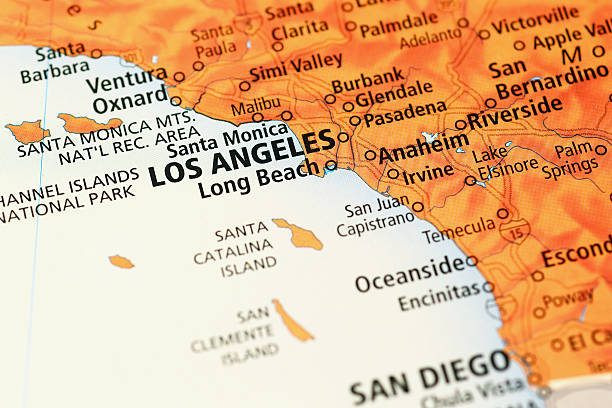 Santa
Barbara
Santa
Paula
Santa
Clarita
Palmdale
Adelanto
Victorville
Apple Valley
M
Ventura
Oxnard
Simi Valley
Burbank
Glendale
Pasadena
San
Bernardino
Riverside
Malibu
SANTA MONICA MTS.
NAT'L REC. AREA
Santa Monica
LOS ANGELES
Long Beach
Anaheim
Irvine
Lake
Elsinore
Palm
Springs
HANNEL ISLANDS
NATIONAL PARK
San Juan
Capistrano
Temecula
15
SANTA
CATALINA
ISLAND
Oceanside
Encinitas
Escond
Poway
SAN
CLEMENTE
ISLAND
El Ca
SAN DIEGO
Chula Vista